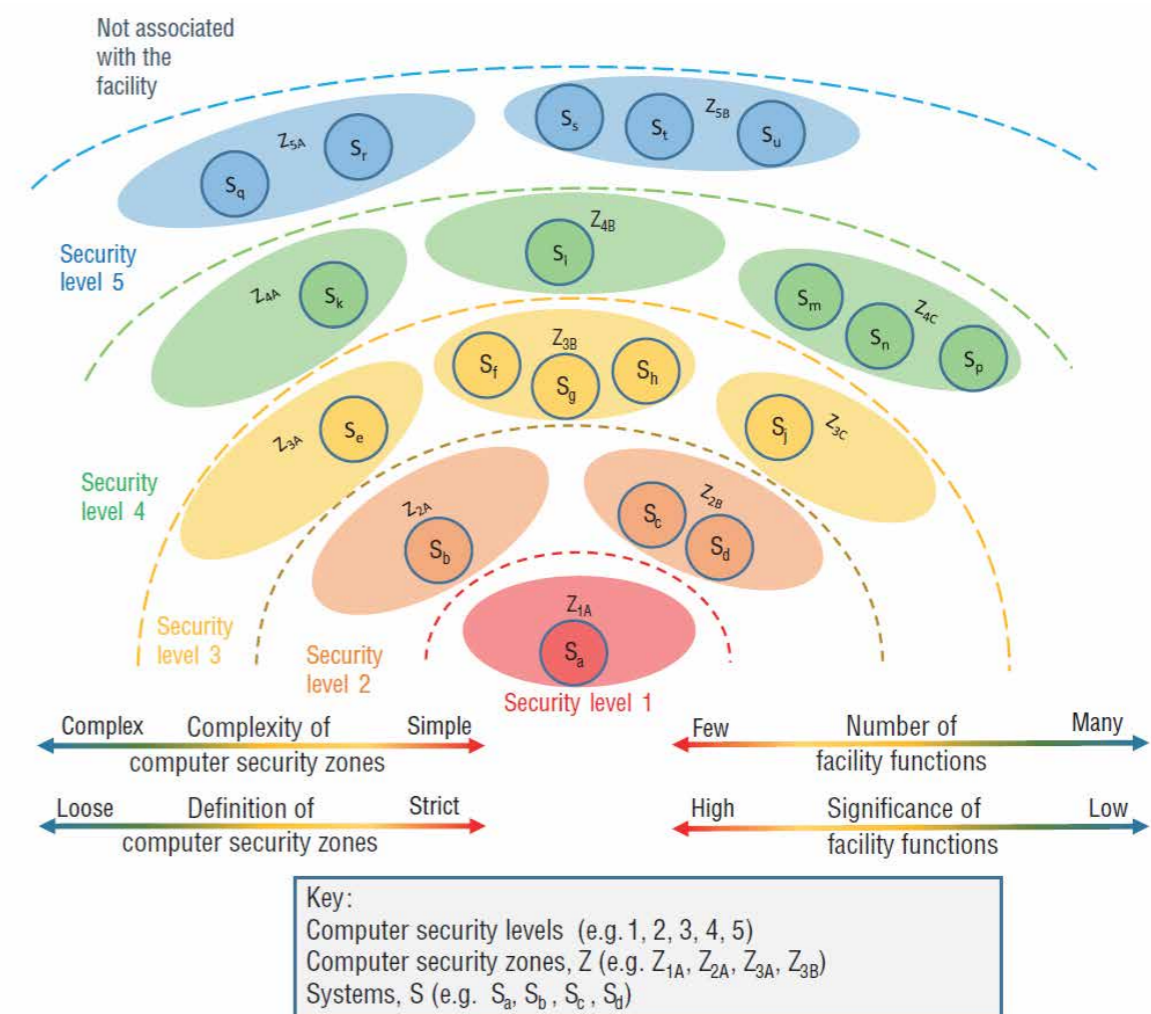 Not associated
with the
facility
Z5A
Sq
Sr
Ss
St
Z5B
Su
Security
level 5
Z4A
Sk
Z4B
Sl
Sm
Sn
Z4C
Sp
Security
level 4
Z3A
Se
Z3B
Sf
Sg
Sh
Sj
Z3C
Security
level 3
Z2A
Sb
Z2B
Sc
Sd
Security
level 2
Z1A
Sa
Security level 1
Complex Complexity of Simple
computer security zones
Few Number of Many
facility functions
Loose Definition of Strict
computer security zones
High Significance of Low
facility functions
Key:
Computer security levels (e.g. 1, 2, 3, 4, 5)
Computer security zones, Z (e.g. Z1A, Z2A, Z3A, Z3B)
Systems, S (e.g. Sa, Sb , Sc , Sd)